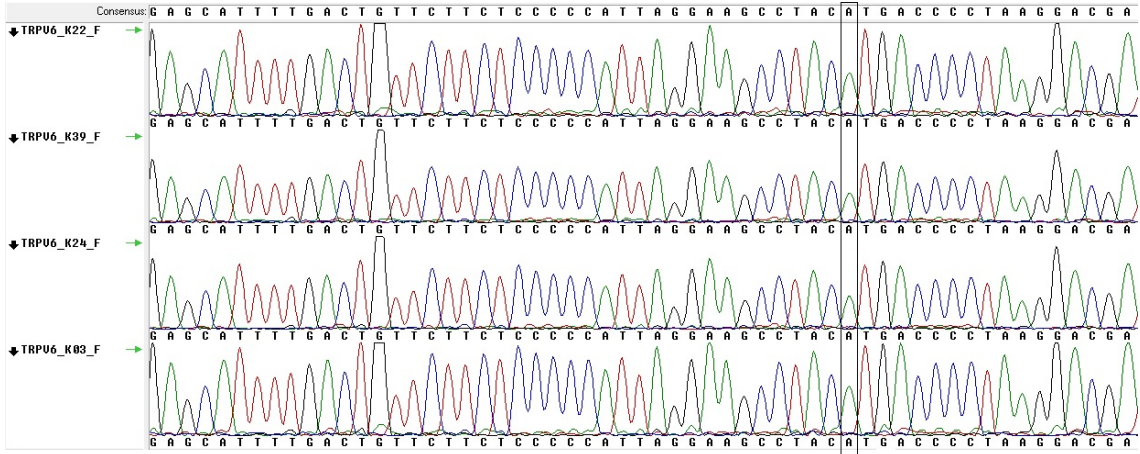 Consensus: G A G C A T T T T G A C T G T T C T T C T C C C C C A T T A G G A A G C C T A C A T G A C C C C T A A G G A C G A
TRPV6_K22_F
G A G C A T T T T G A C T G T T C T T C T C C C C C A T T A G G A A G C C T A C A T G A C C C C T A A G G A C G A
TRPV6_K39_F
G A G C A T T T T G A C T G T T C T T C T C C C C C A T T A G G A A G C C T A C A T G A C C C C T A A G G A C G A
TRPV6_K24_F
G A G C A T T T T G A C T G T T C T T C T C C C C C A T T A G G A A G C C T A C A T G A C C C C T A A G G A C G A
TRPV6_K03_F
G A G C A T T T T G A C T G T T C T T C T C C C C C A T T A G G A A G C C T A C A T G A C C C C T A A G G A C G A